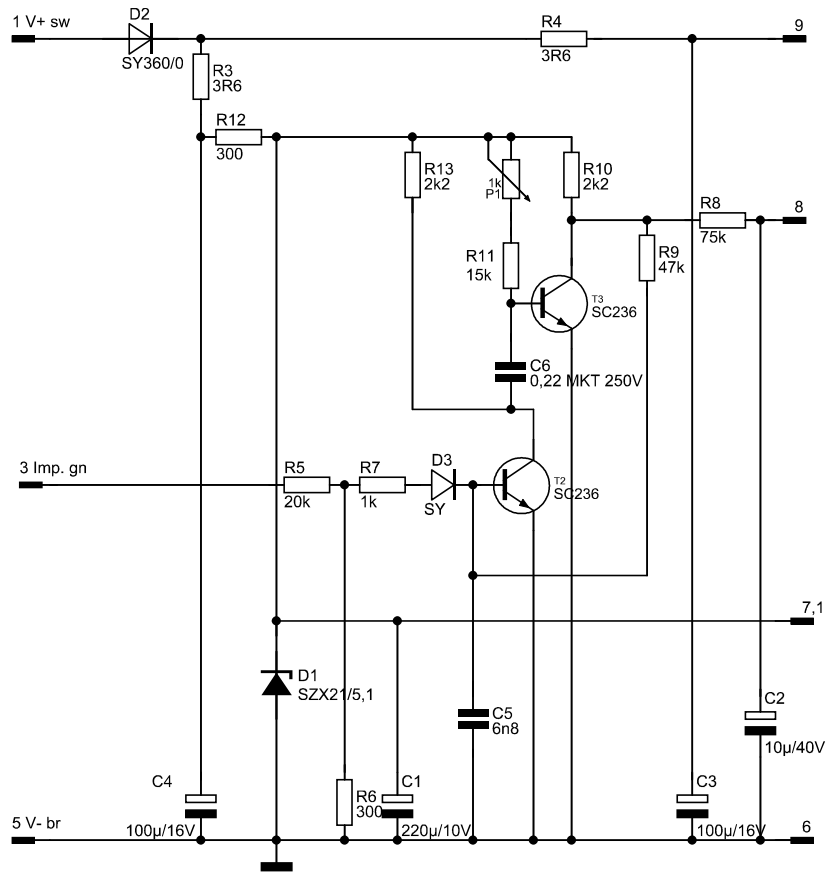 1 V+ sw
D2
SY360/0
R4
3R6
9
R3
3R6
R12
300
R13
2k2
1k
P1
R10
2k2
R8
75k
8
R11
15k
R9
47k
T3
SC236
C6
0,22 MKT 250V
3 Imp. gn
R5
20k
R7
1k
D3
SY
T2
SC236
7,1
D1
SZX21/5,1
C5
6n8
C2
10µ/40V
C4
100µ/16V
R6
300
C1
220µ/10V
C3
100µ/16V
5 V- br
6